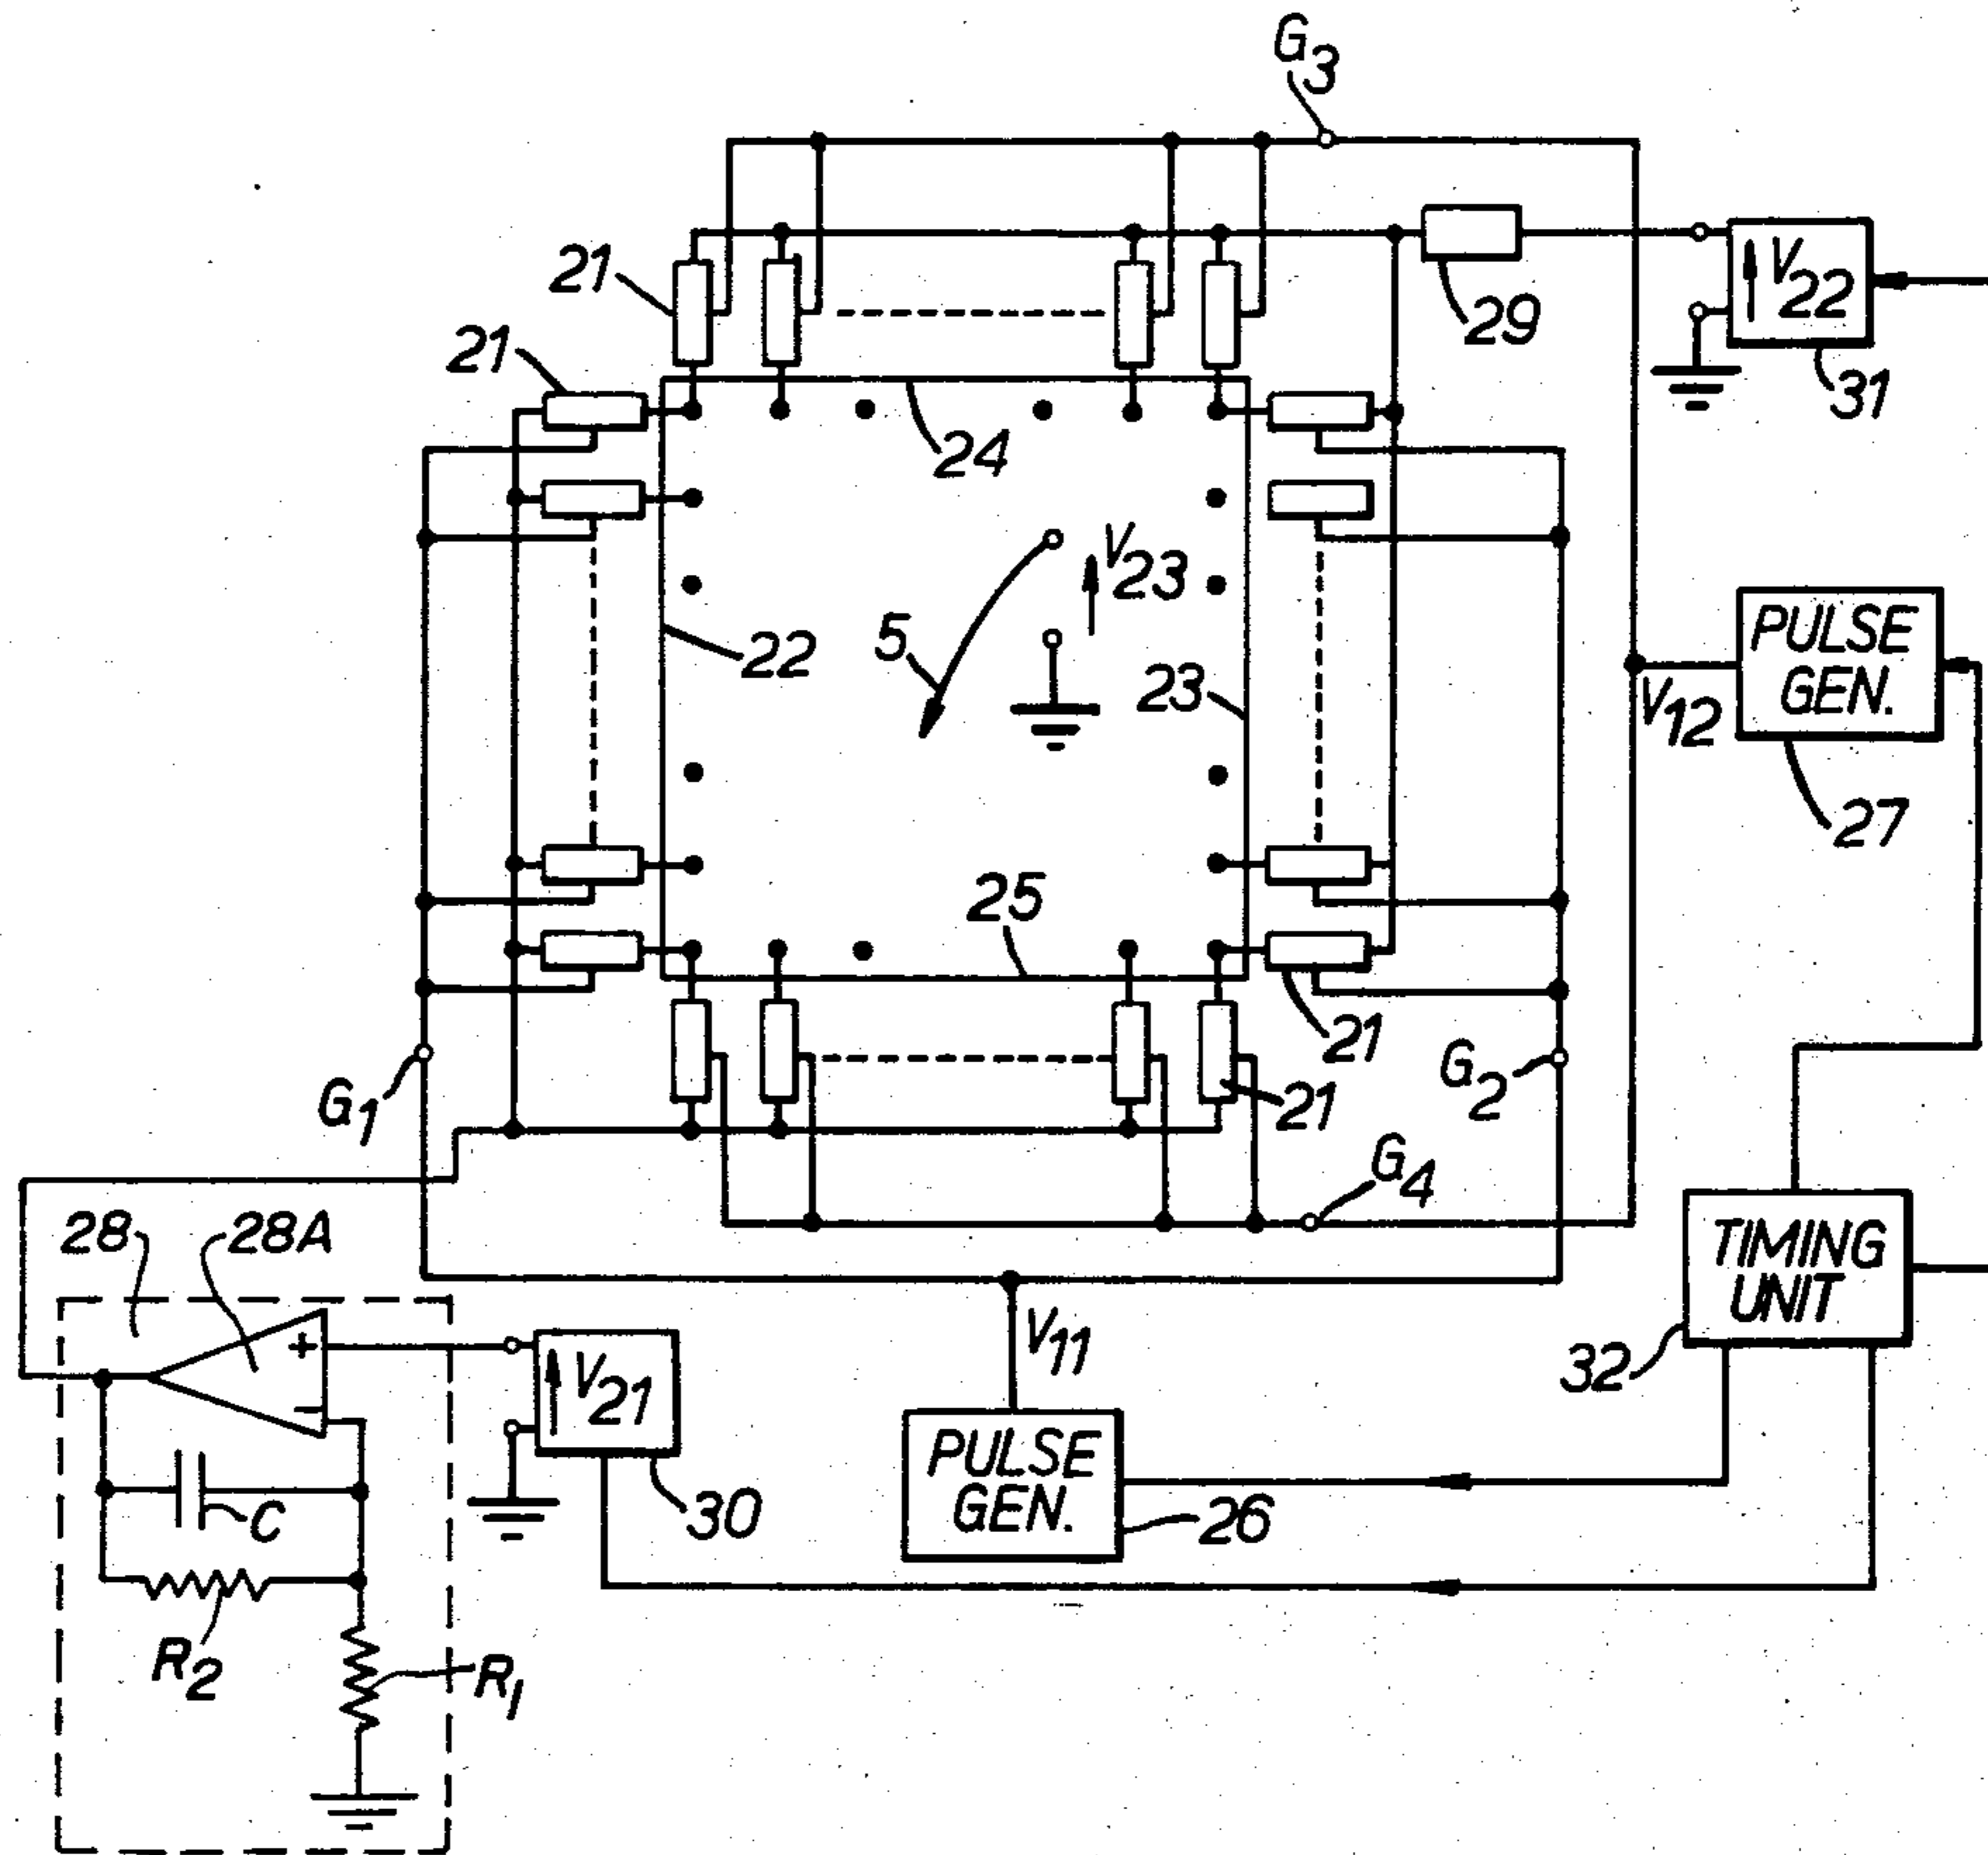 G3
21
V22
29
31
21
24
V23
5
22
23
PULSE
GEN.
V12
27
25
21
G2
G1
21
G4
28
28A
TIMING
UNIT
V11
32
+
V21
−
PULSE
GEN.
30
26
C
R2
R1